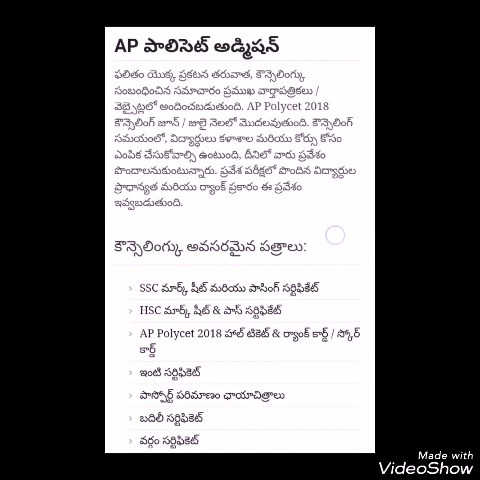 AP పాలిసెట్ అడ్మిషన్
ఫలితం యొక్క ప్రకటన తరువాత, కౌన్సెలింగ్కు
సంబంధించిన సమాచారం ప్రముఖ వార్తాపత్రికలు /
వెబ్సైట్లలో అందించబడుతుంది. AP Polycet 2018
కౌన్సెలింగ్ జూన్ / జులై నెలలో మొదలవుతుంది. కౌన్సెలింగ్
సమయంలో, విద్యార్థులు కళాశాల మరియు కోర్సు కోసం
ఎంపిక చేసుకోవాల్సి ఉంటుంది, దీనిలో వారు ప్రవేశం
పొందాలనుకుంటున్నారు. ప్రవేశ పరీక్షలో పొందిన విద్యార్థుల
ప్రాధాన్యత మరియు ర్యాంక్ ప్రకారం ఈ ప్రవేశం
ఇవ్వబడుతుంది.
కౌన్సెలింగ్కు అవసరమైన పత్రాలు:
› SSC మార్క్ షీట్ మరియు పాసింగ్ సర్టిఫికేట్
› HSC మార్క్ షీట్ & పాస్ సర్టిఫికేట్
› AP Polycet 2018 హాల్ టికెట్ & ర్యాంక్ కార్డ్ / స్కోర్
కార్డ్
› ఇంటి సర్టిఫికెట్
› పాస్పోర్ట్ పరిమాణం ఛాయాచిత్రాలు
› బదిలీ సర్టిఫికెట్
› వర్గం సర్టిఫికెట్
Made with
VideoShow